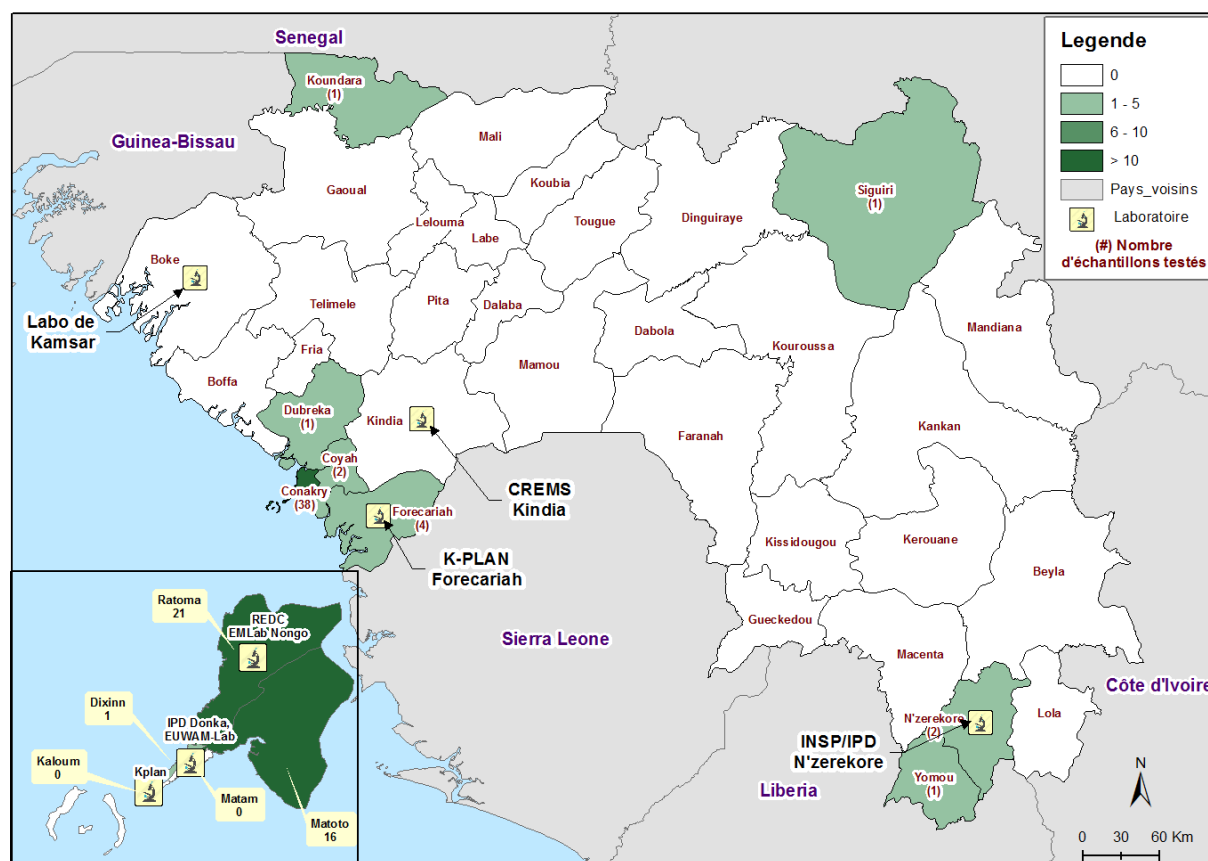 Senegal
Legende
0
1 - 5
6 - 10
> 10
Pays_voisins
Laboratoire
(#) Nombre
d'échantillons testés
Koundara
(1)
Guinea-Bissau
Mali
Koubia
Gaoual
Siguiri
(1)
Lelouma
Tougue
Dinguiraye
Labe
Boke
Labo de
Kamsar
Telimele
Pita
Dalaba
Dabola
Mandiana
Kouroussa
Fria
Mamou
Boffa
Dubreka
(1)
Kindia
Faranah
Kankan
Coyah
(2)
Conakry
(38)
CREMS
Kindia
Forecariah
(4)
K-PLAN
Forecariah
Kissidougou
Kerouane
Beyla
Gueckedou
Sierra Leone
Macenta
Côte d'Ivoire
N'zerekore
(2)
Lola
INSP/IPD
N'zerekore
Yomou
(1)
Liberia
N
0 30 60 Km
Ratoma
21
REDC
EMLab Nongo
Dixinn
1
IPD Donka,
EUWAM-Lab
Kaloum
0
Kplan
Matam
0
Matoto
16